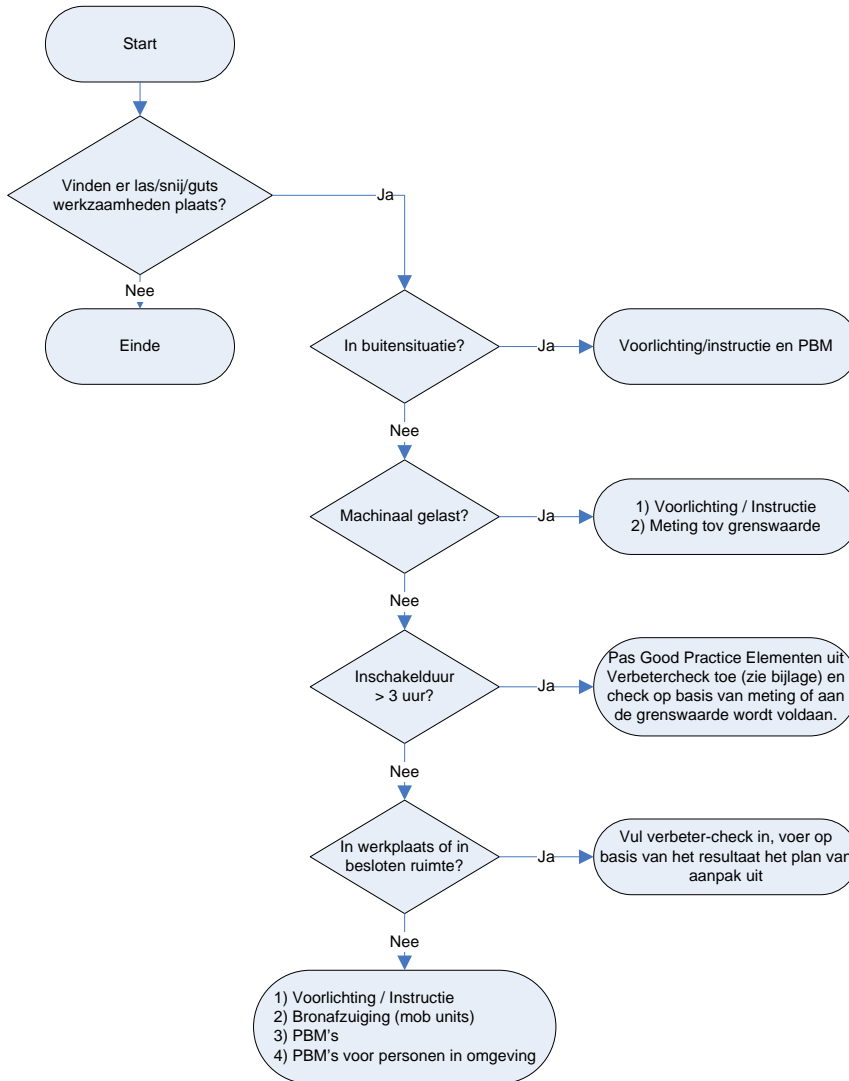 Start
Vinden er las/snij/guts
werkzaamheden plaats?
Ja
Nee
Einde
In buitensituatie?
Ja
Voorlichting/instructie en PBM
Nee
Machinaal gelast?
Ja
1) Voorlichting / Instructie
2) Meting tov grenswaarde
Nee
Inschakelduur
> 3 uur?
Ja
Pas Good Practice Elementen uit
Verbetercheck toe (zie bijlage) en
check op basis van meting of aan
de grenswaarde wordt voldaan.
Nee
In werkplaats of in
besloten ruimte?
Ja
Vul verbeter-check in, voer op
basis van het resultaat het plan van
aanpak uit
Nee
1) Voorlichting / Instructie
2) Bronafzuiging (mob units)
3) PBM's
4) PBM's voor personen in omgeving